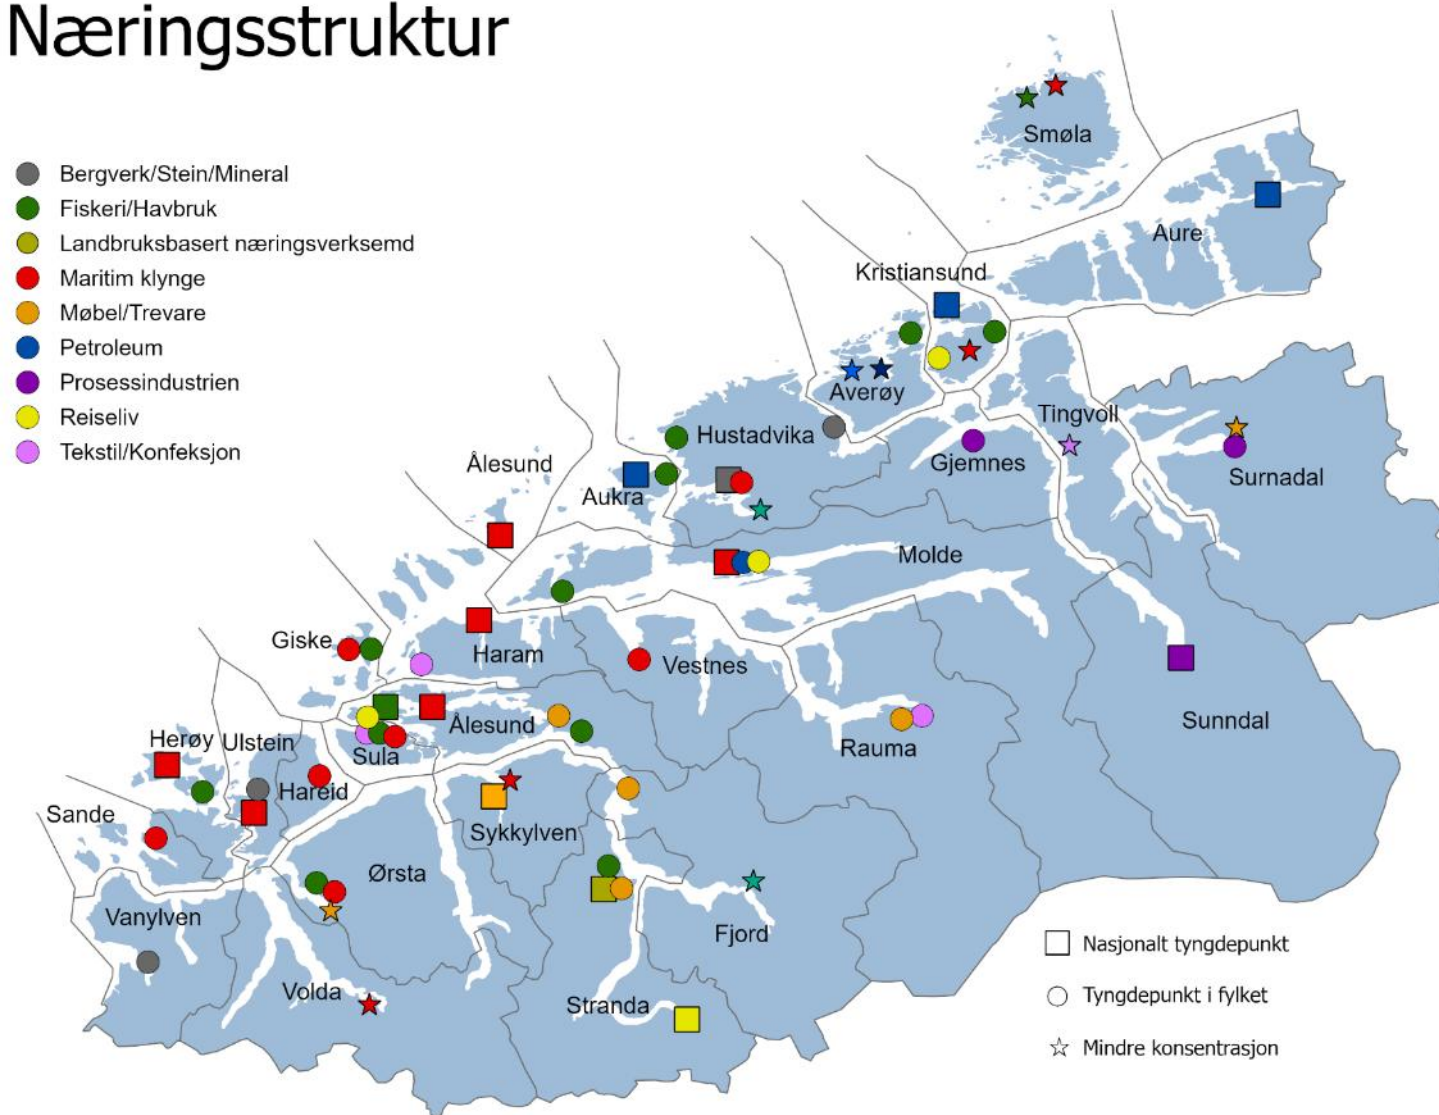 Næringsstruktur
Bergverk/Stein/Mineral
Fiskeri/Havbruk
Landbruksbasert næringsverksemd
Maritim klynge
Møbel/Trevare
Petroleum
Prosessindustrien
Reiseliv
Tekstil/Konfeksjon
Smøla
Aure
Kristiansund
Averøy
Tingvoll
Hustadvika
Gjemnes
Surnadal
Ålesund
Aukra
Molde
Giske
Haram
Vestnes
Sunndal
Ålesund
Rauma
Herøy
Ulstein
Sula
Hareid
Sande
Sykkylven
Ørsta
Vanylven
Fjord
Volda
Stranda
Nasjonalt tyngdepunkt
Tyngdepunkt i fylket
Mindre konsentrasjon